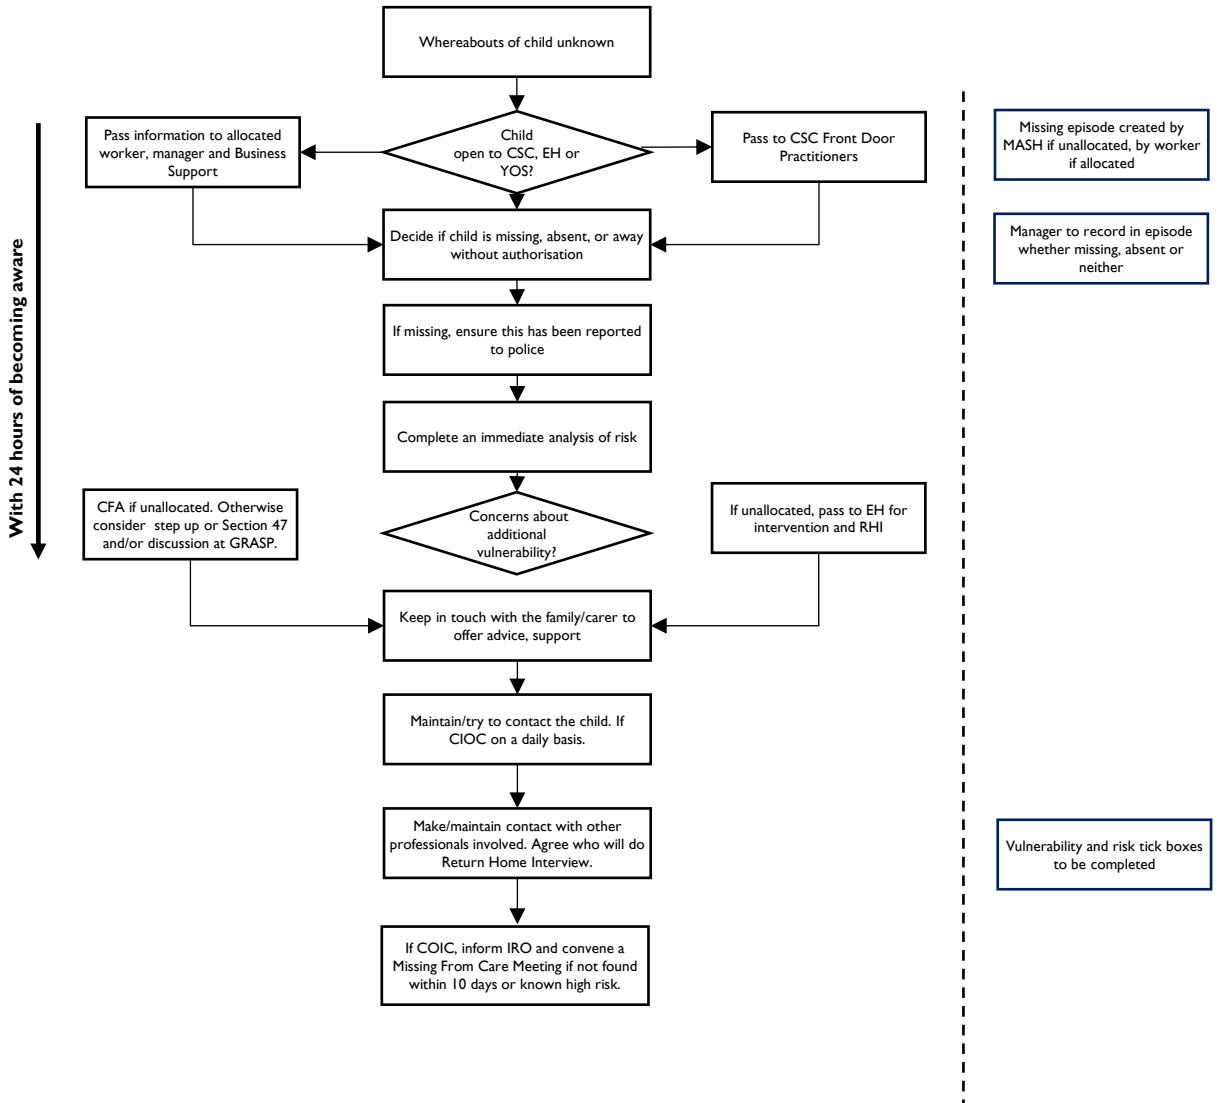 Whereabouts of child unknown
Child
open to CSC, EH or
YOS?
Pass information to allocated
worker, manager and Business
Support
Pass to CSC Front Door
Practitioners
Missing episode created by
MASH if unallocated, by worker
if allocated
Decide if child is missing, absent, or away
without authorisation
Manager to record in episode
whether missing, absent or
neither
With 24 hours of becoming aware
If missing, ensure this has been reported
to police
Complete an immediate analysis of risk
CFA if unallocated. Otherwise
consider step up or Section 47
and/or discussion at GRASP.
Concerns about
additional
vulnerability?
If unallocated, pass to EH for
intervention and RHI
Keep in touch with the family/carer to
offer advice, support
Maintain/try to contact the child. If
CIOC on a daily basis.
Make/maintain contact with other
professionals involved. Agree who will do
Return Home Interview.
Vulnerability and risk tick boxes
to be completed
If COIC, inform IRO and convene a
Missing From Care Meeting if not found
within 10 days or known high risk.